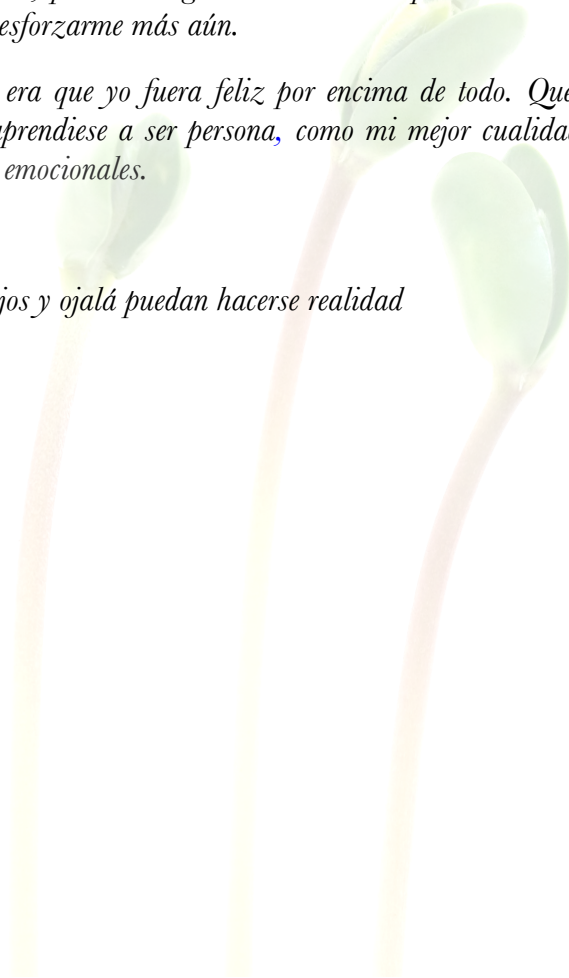 esforzarme más aún.
era que yo fuera feliz por encima de todo. Que
aprendiese a ser persona, como mi mejor cualida
emocionales.
jos y ojalá puedan hacerse realidad